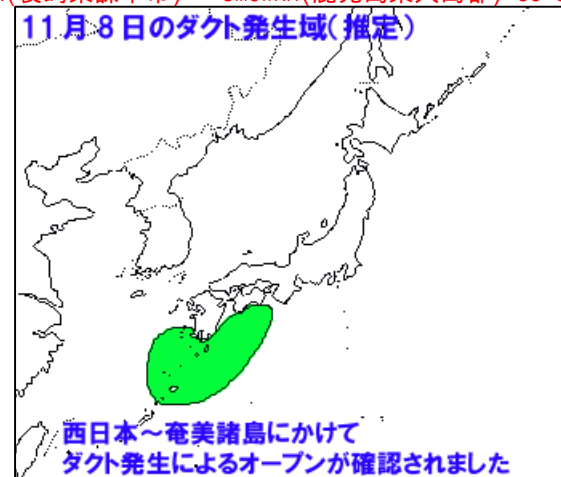 11月8日のダクト発生域(推定)
西日本～奄美諸島にかけて
ダクト発生によるオープンが確認されました